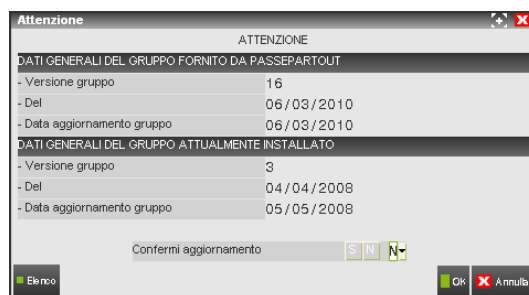 Attenzione
ATTENZIONE
DATI GENERALI DEL GRUPPO FORNITO DA PASSEPARTOUT
- Versione gruppo 16
- Del 06/03/2010
- Data aggiornamento gruppo 06/03/2010
DATI GENERALI DEL GRUPPO ATTUALMENTE INSTALLATO
- Versione gruppo 3
- Del 04/04/2008
- Data aggiornamento gruppo 05/05/2008
Confermi aggiornamento S N N
Elenco Ok Annulla